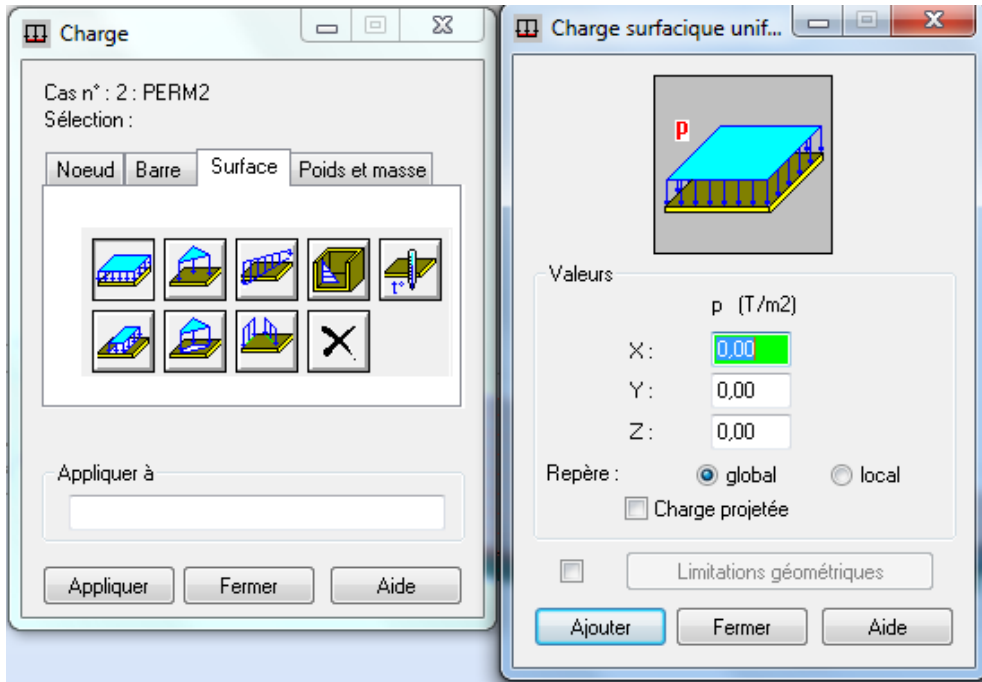 Charge
Cas n° : 2 : PERM2
Sélection :
Noeud Barre Surface Poids et masse
t°
Appliquer à
Appliquer Fermer Aide
Charge surfacique unif...
p
Valeurs
p (T/m2)
X : 0,00
Y : 0,00
Z : 0,00
Repère : global local
Charge projetée
Limitations géométriques
Ajouter Fermer Aide